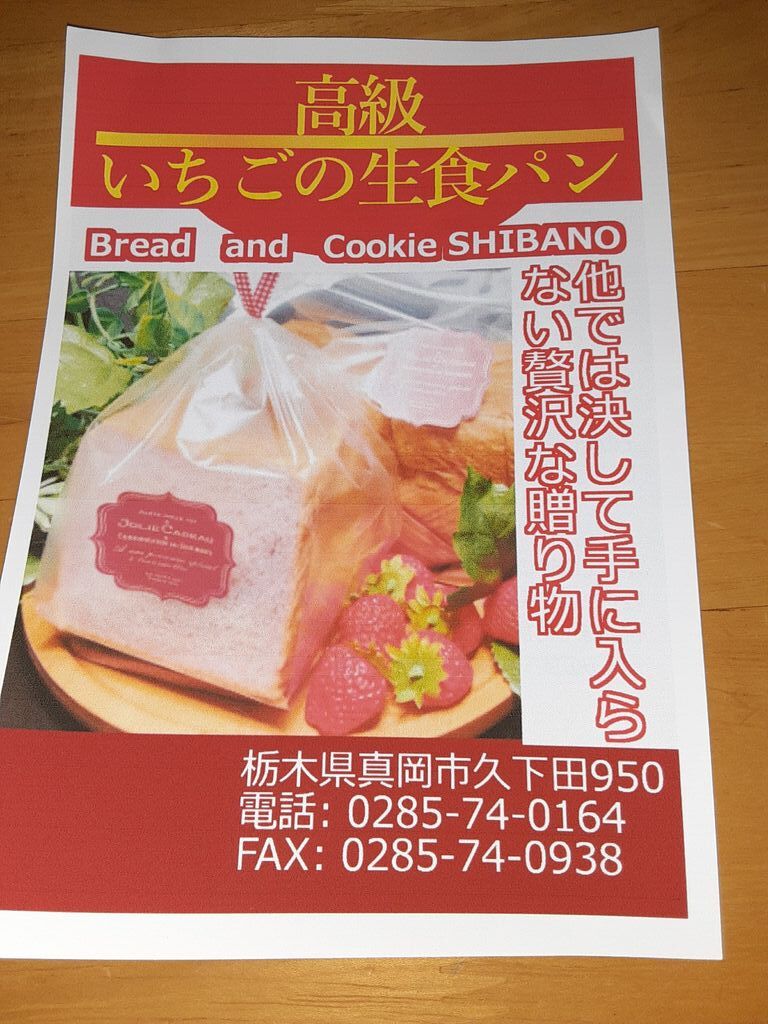 高級
いちごの生食パン
Bread and Cookie SHIBANO
他では決して手に入ら
ない贅沢な贈り物
JOLIE CADEAU
栃木県真岡市久下田950
電話: 0285-74-0164
FAX: 0285-74-0938